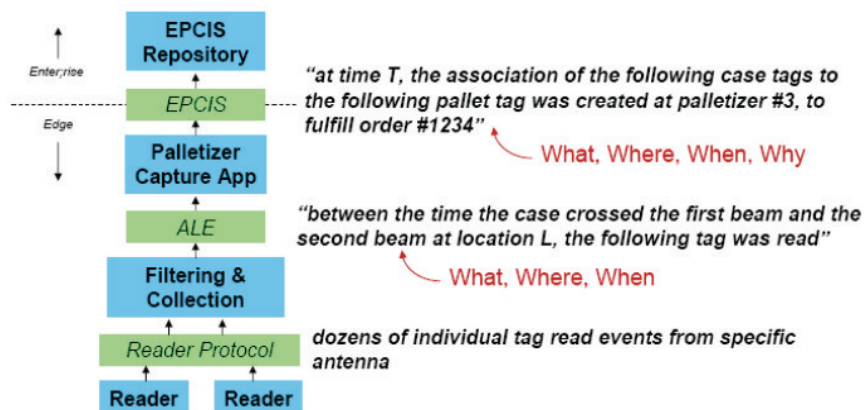 EPCIS
Repository
Enter;rise
"at time T, the association of the following case tags to
the following pallet tag was created at palletizer #3, to
fulfill order #1234"
EPCIS
Edge
What, Where, When, Why
Palletizer
Capture App
ALE
"between the time the case crossed the first beam and the
second beam at location L, the following tag was read"
Filtering &
Collection
What, Where, When
Reader Protocol
dozens of individual tag read events from specific
antenna
Reader
Reader